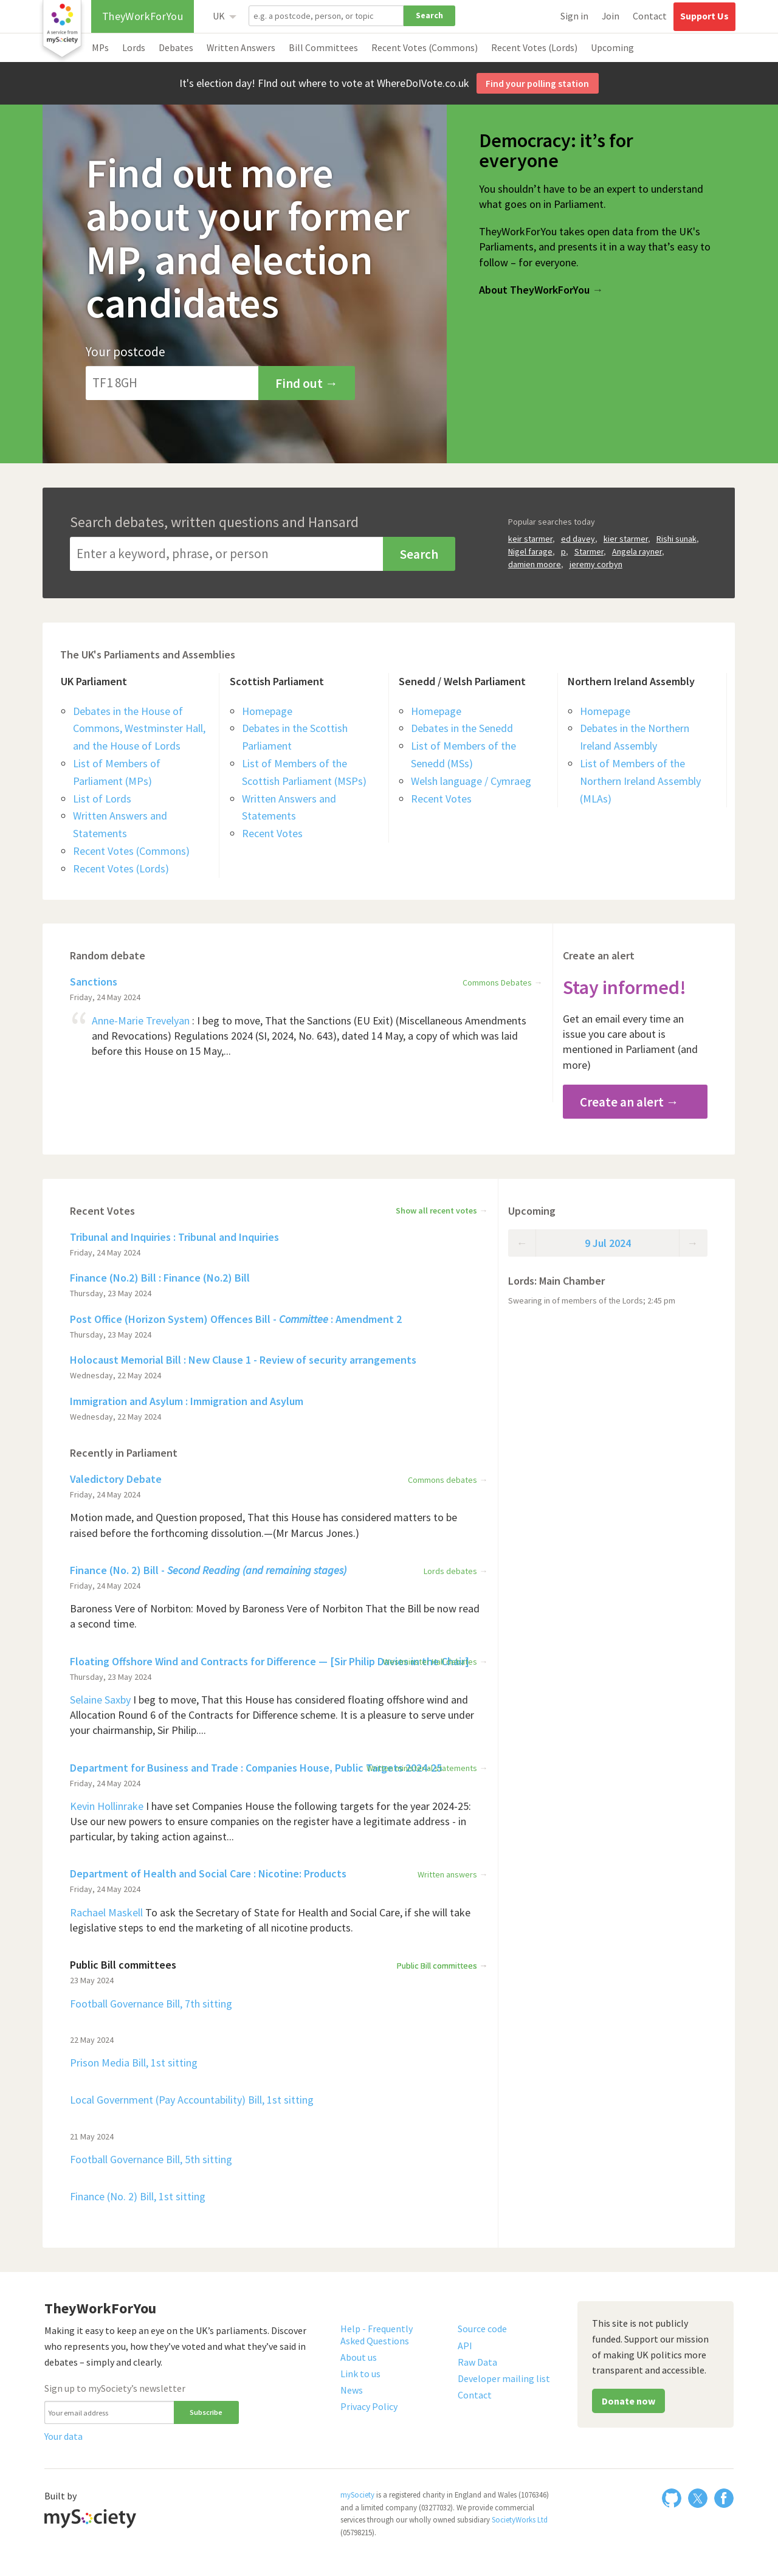 A service from
mySociety
TheyWorkForYou
UK
e.g. a postcode, person, or topic
Search
Sign in
Join
Contact
Support Us
MPs
Lords
Debates
Written Answers
Bill Committees
Recent Votes (Commons)
Recent Votes (Lords)
Upcoming
It's election day! FInd out where to vote at WhereDoIVote.co.uk
Find your polling station
Find out more
about your former
MP, and election
candidates
Your postcode
TF1 8GH
Find out →
Democracy: it’s for
everyone
You shouldn’t have to be an expert to understand
what goes on in Parliament.
TheyWorkForYou takes open data from the UK's
Parliaments, and presents it in a way that’s easy to
follow – for everyone.
About TheyWorkForYou →
Search debates, written questions and Hansard
Enter a keyword, phrase, or person
Search
Popular searches today
keir starmer, ed davey, kier starmer, Rishi sunak,
Nigel farage, p, Starmer, Angela rayner,
damien moore, jeremy corbyn
The UK's Parliaments and Assemblies
UK Parliament
Debates in the House of
Commons, Westminster Hall,
and the House of Lords
List of Members of
Parliament (MPs)
List of Lords
Written Answers and
Statements
Recent Votes (Commons)
Recent Votes (Lords)
Scottish Parliament
Homepage
Debates in the Scottish
Parliament
List of Members of the
Scottish Parliament (MSPs)
Written Answers and
Statements
Recent Votes
Senedd / Welsh Parliament
Homepage
Debates in the Senedd
List of Members of the
Senedd (MSs)
Welsh language / Cymraeg
Recent Votes
Northern Ireland Assembly
Homepage
Debates in the Northern
Ireland Assembly
List of Members of the
Northern Ireland Assembly
(MLAs)
Random debate
Sanctions
Commons Debates →
Friday, 24 May 2024
“ Anne-Marie Trevelyan : I beg to move, That the Sanctions (EU Exit) (Miscellaneous Amendments
and Revocations) Regulations 2024 (SI, 2024, No. 643), dated 14 May, a copy of which was laid
before this House on 15 May,...
Create an alert
Stay informed!
Get an email every time an
issue you care about is
mentioned in Parliament (and
more)
Create an alert →
Recent Votes
Show all recent votes →
Tribunal and Inquiries : Tribunal and Inquiries
Friday, 24 May 2024
Finance (No.2) Bill : Finance (No.2) Bill
Thursday, 23 May 2024
Post Office (Horizon System) Offences Bill - Committee : Amendment 2
Thursday, 23 May 2024
Holocaust Memorial Bill : New Clause 1 - Review of security arrangements
Wednesday, 22 May 2024
Immigration and Asylum : Immigration and Asylum
Wednesday, 22 May 2024
Upcoming
← 9 Jul 2024 →
Lords: Main Chamber
Swearing in of members of the Lords; 2:45 pm
Recently in Parliament
Valedictory Debate
Commons debates →
Friday, 24 May 2024
Motion made, and Question proposed, That this House has considered matters to be
raised before the forthcoming dissolution.—(Mr Marcus Jones.)
Finance (No. 2) Bill - Second Reading (and remaining stages)
Lords debates →
Friday, 24 May 2024
Baroness Vere of Norbiton: Moved by Baroness Vere of Norbiton That the Bill be now read
a second time.
Floating Offshore Wind and Contracts for Difference — [Sir Philip Davies in the Chair]
Thursday, 23 May 2024
Selaine Saxby I beg to move, That this House has considered floating offshore wind and
Allocation Round 6 of the Contracts for Difference scheme. It is a pleasure to serve under
your chairmanship, Sir Philip....
Department for Business and Trade : Companies House, Public Targets 2024-25
Friday, 24 May 2024
Kevin Hollinrake I have set Companies House the following targets for the year 2024-25:
Use our new powers to ensure companies on the register have a legitimate address - in
particular, by taking action against...
Department of Health and Social Care : Nicotine: Products
Written answers →
Friday, 24 May 2024
Rachael Maskell To ask the Secretary of State for Health and Social Care, if she will take
legislative steps to end the marketing of all nicotine products.
Public Bill committees
Public Bill committees →
23 May 2024
Football Governance Bill, 7th sitting
22 May 2024
Prison Media Bill, 1st sitting
Local Government (Pay Accountability) Bill, 1st sitting
21 May 2024
Football Governance Bill, 5th sitting
Finance (No. 2) Bill, 1st sitting
TheyWorkForYou
Making it easy to keep an eye on the UK’s parliaments. Discover
who represents you, how they’ve voted and what they’ve said in
debates – simply and clearly.
Sign up to mySociety’s newsletter
Your email address
Subscribe
Your data
Help - Frequently
Asked Questions
About us
Link to us
News
Privacy Policy
Source code
API
Raw Data
Developer mailing list
Contact
This site is not publicly
funded. Support our mission
of making UK politics more
transparent and accessible.
Donate now
Built by
mySociety
mySociety is a registered charity in England and Wales (1076346)
and a limited company (03277032). We provide commercial
services through our wholly owned subsidiary SocietyWorks Ltd
(05798215).